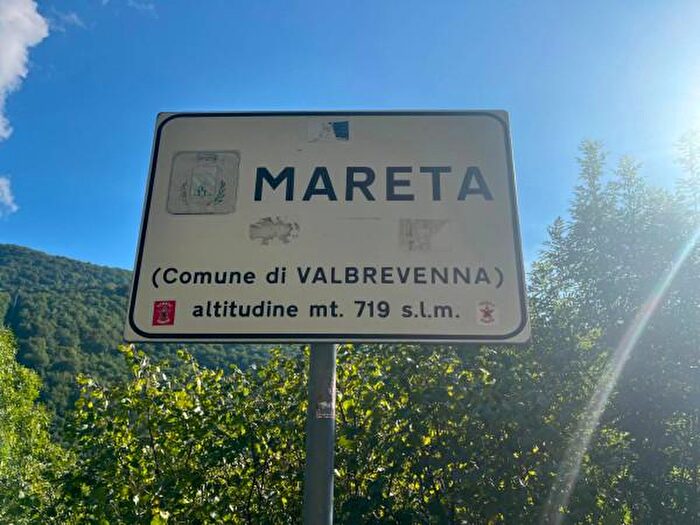 MARETA
(Comune di VALBREVENNA)
altitudine mt. 719 s.l.m.